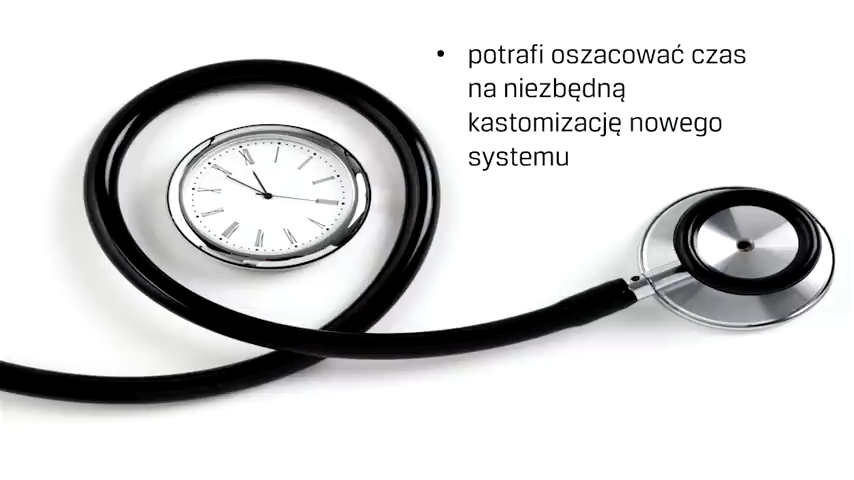 • potrafi oszacować czas
na niezbędną
kastomizację nowego
systemu